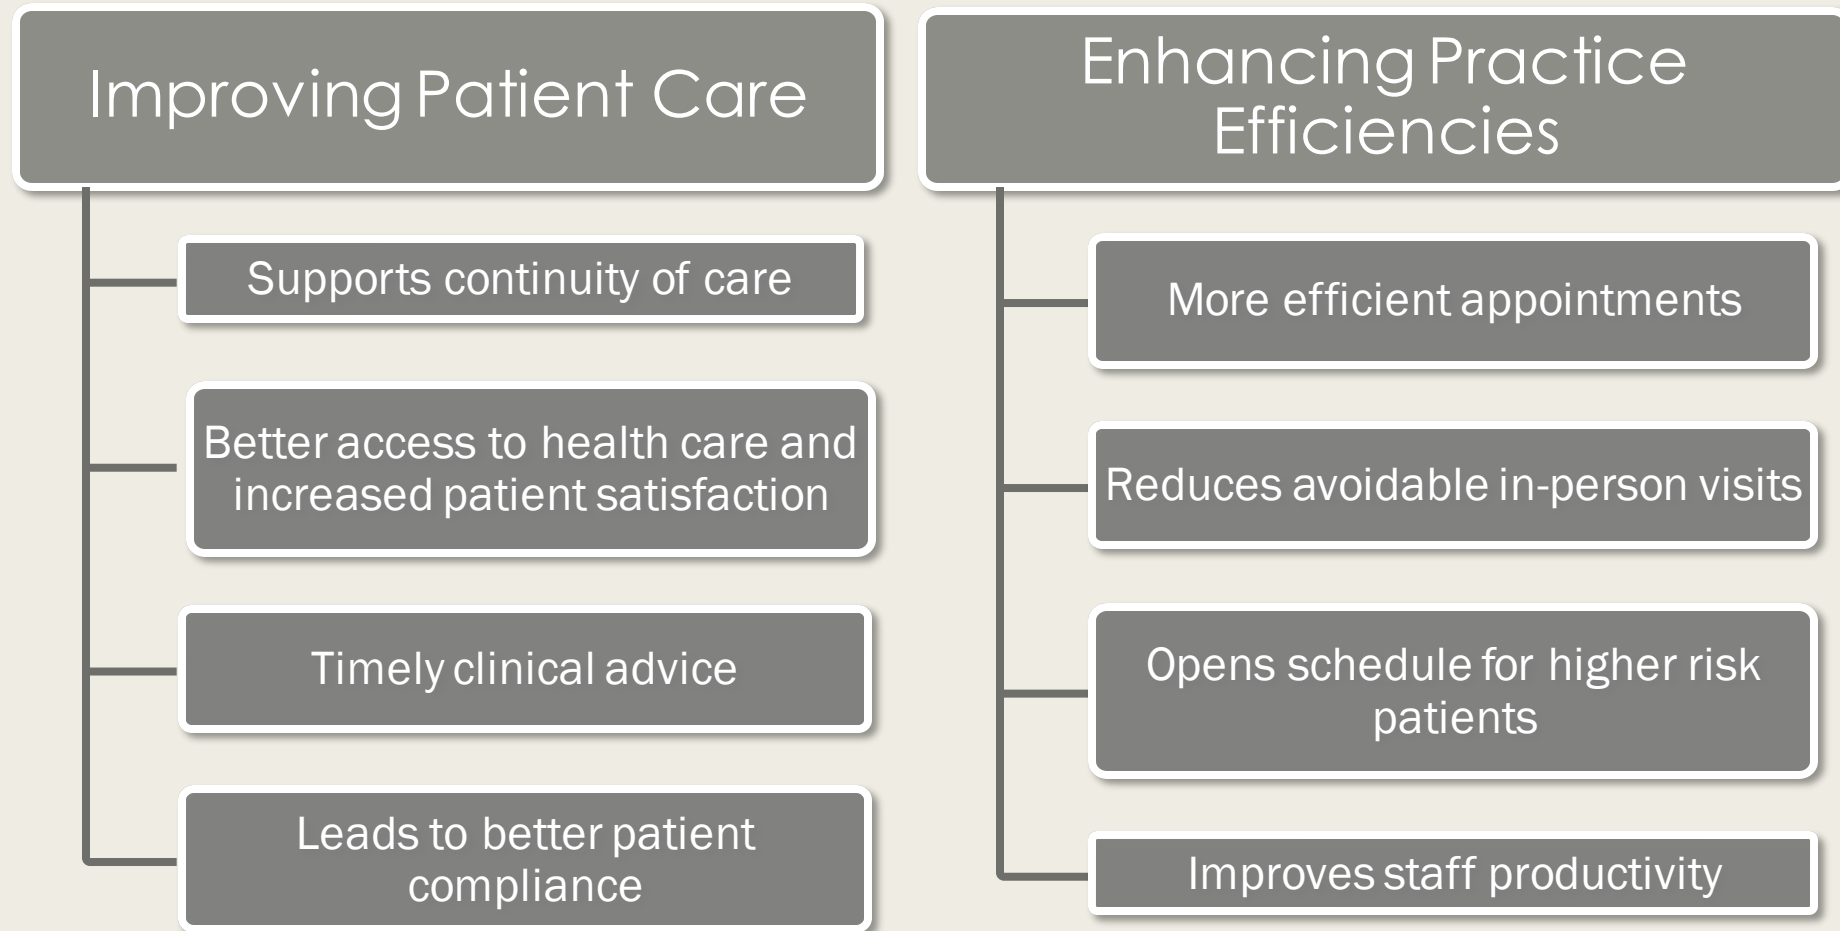 Improving Patient Care
Supports continuity of care
Better access to health care and
increased patient satisfaction
Timely clinical advice
Leads to better patient
compliance
Enhancing Practice
Efficiencies
More efficient appointments
Reduces avoidable in-person visits
Opens schedule for higher risk
patients
Improves staff productivity